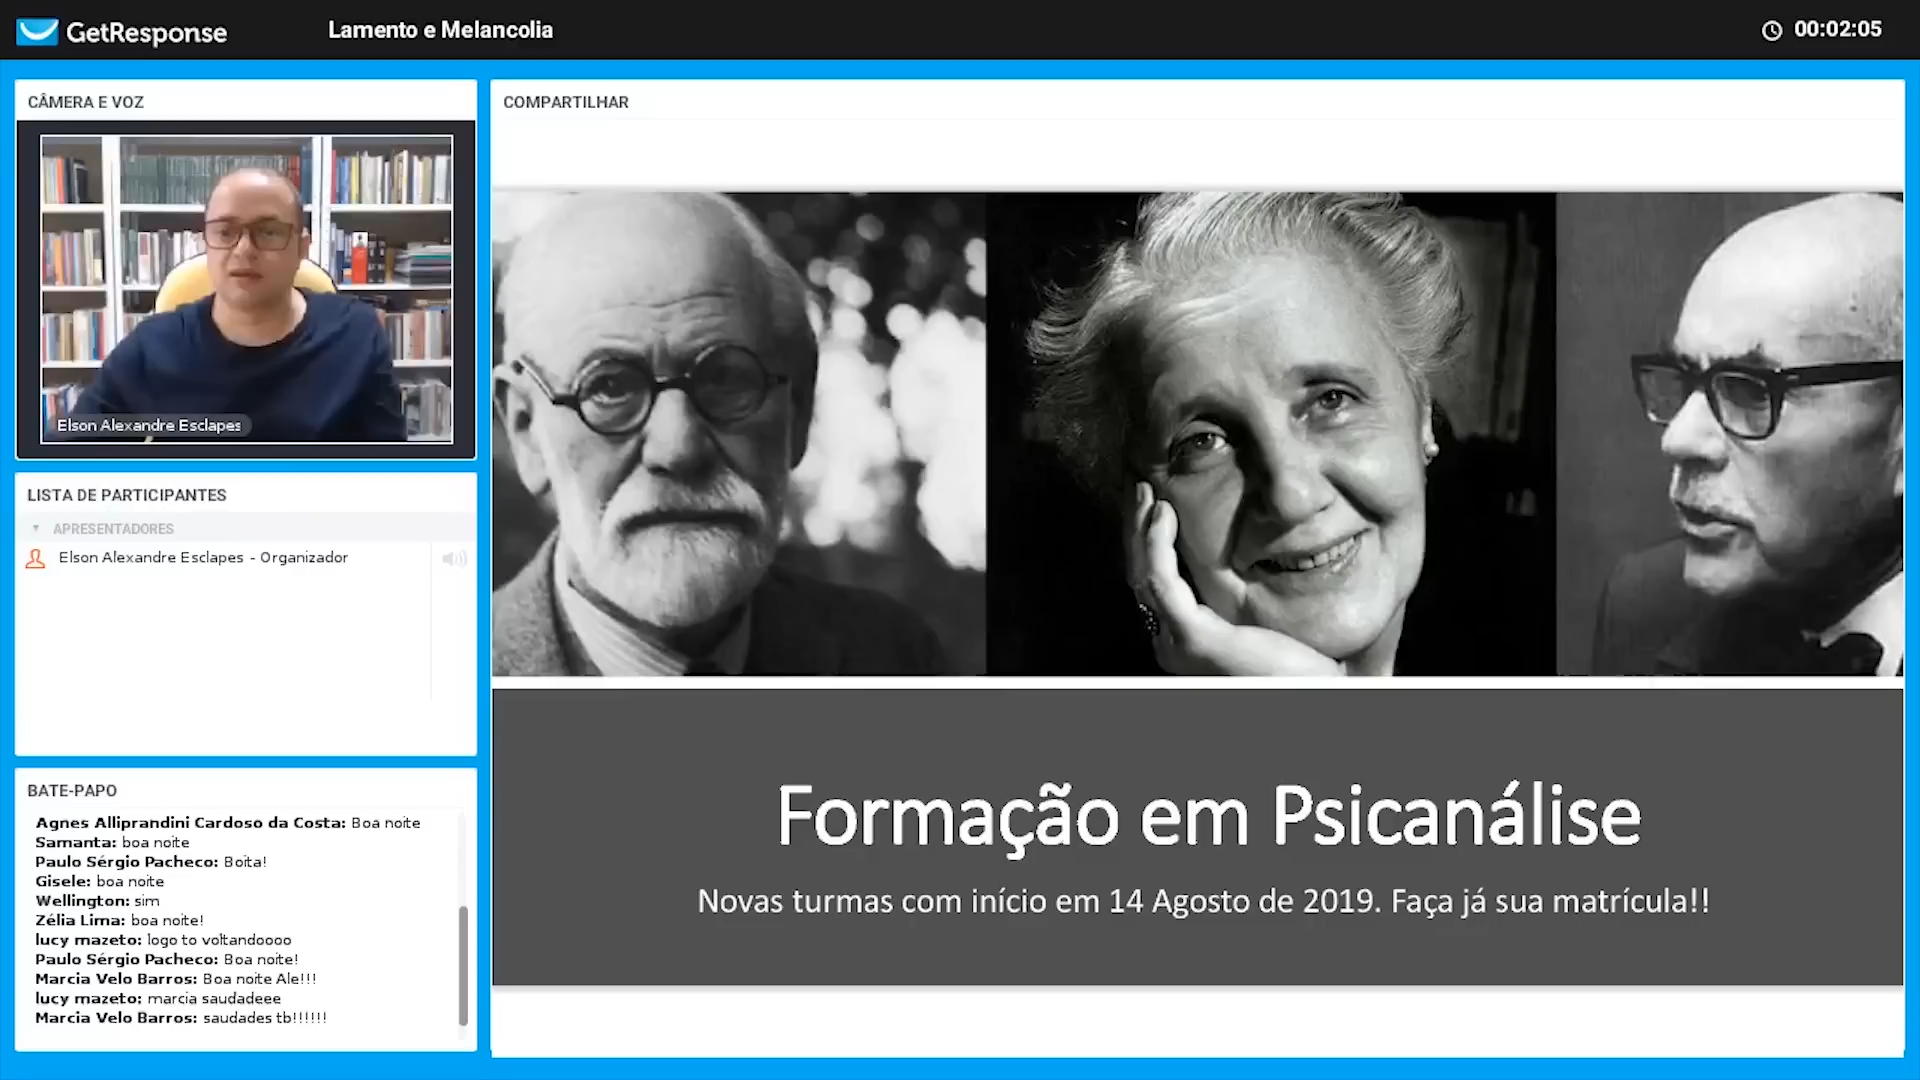 GetResponse
Lamento e Melancolia
00:02:05
CÂMERA E VOZ
Elson Alexandre Esclapes
LISTA DE PARTICIPANTES
APRESENTADORES
Elson Alexandre Esclapes - Organizador
BATE-PAPO
Agnes Alliprandini Cardoso da Costa: Boa noite
Samanta: boa noite
Paulo Sérgio Pacheco: Boita!
Gisele: boa noite
Wellington: sim
Zélia Lima: boa noite!
lucy mazeto: logo to voltandoooo
Paulo Sérgio Pacheco: Boa noite!
Marcia Velo Barros: Boa noite Ale!!!
lucy mazeto: marcia saudadeee
Marcia Velo Barros: saudades tb!!!!!!
COMPARTILHAR
Formação em Psicanálise
Novas turmas com início em 14 Agosto de 2019. Faça já sua matrícula!!